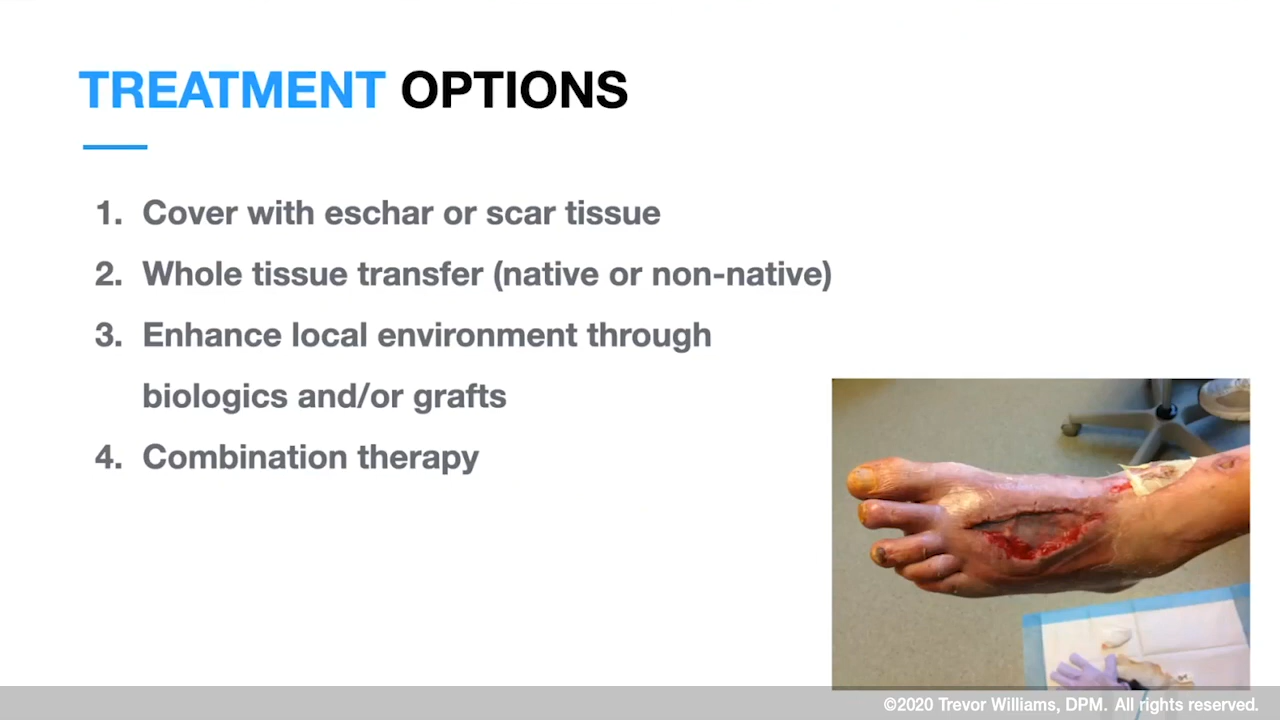 TREATMENT OPTIONS
1. Cover with eschar or scar tissue
2. Whole tissue transfer (native or non-native)
3. Enhance local environment through
biologics and/or grafts
4. Combination therapy
©2020 Trevor Williams, DPM. All rights reserved.